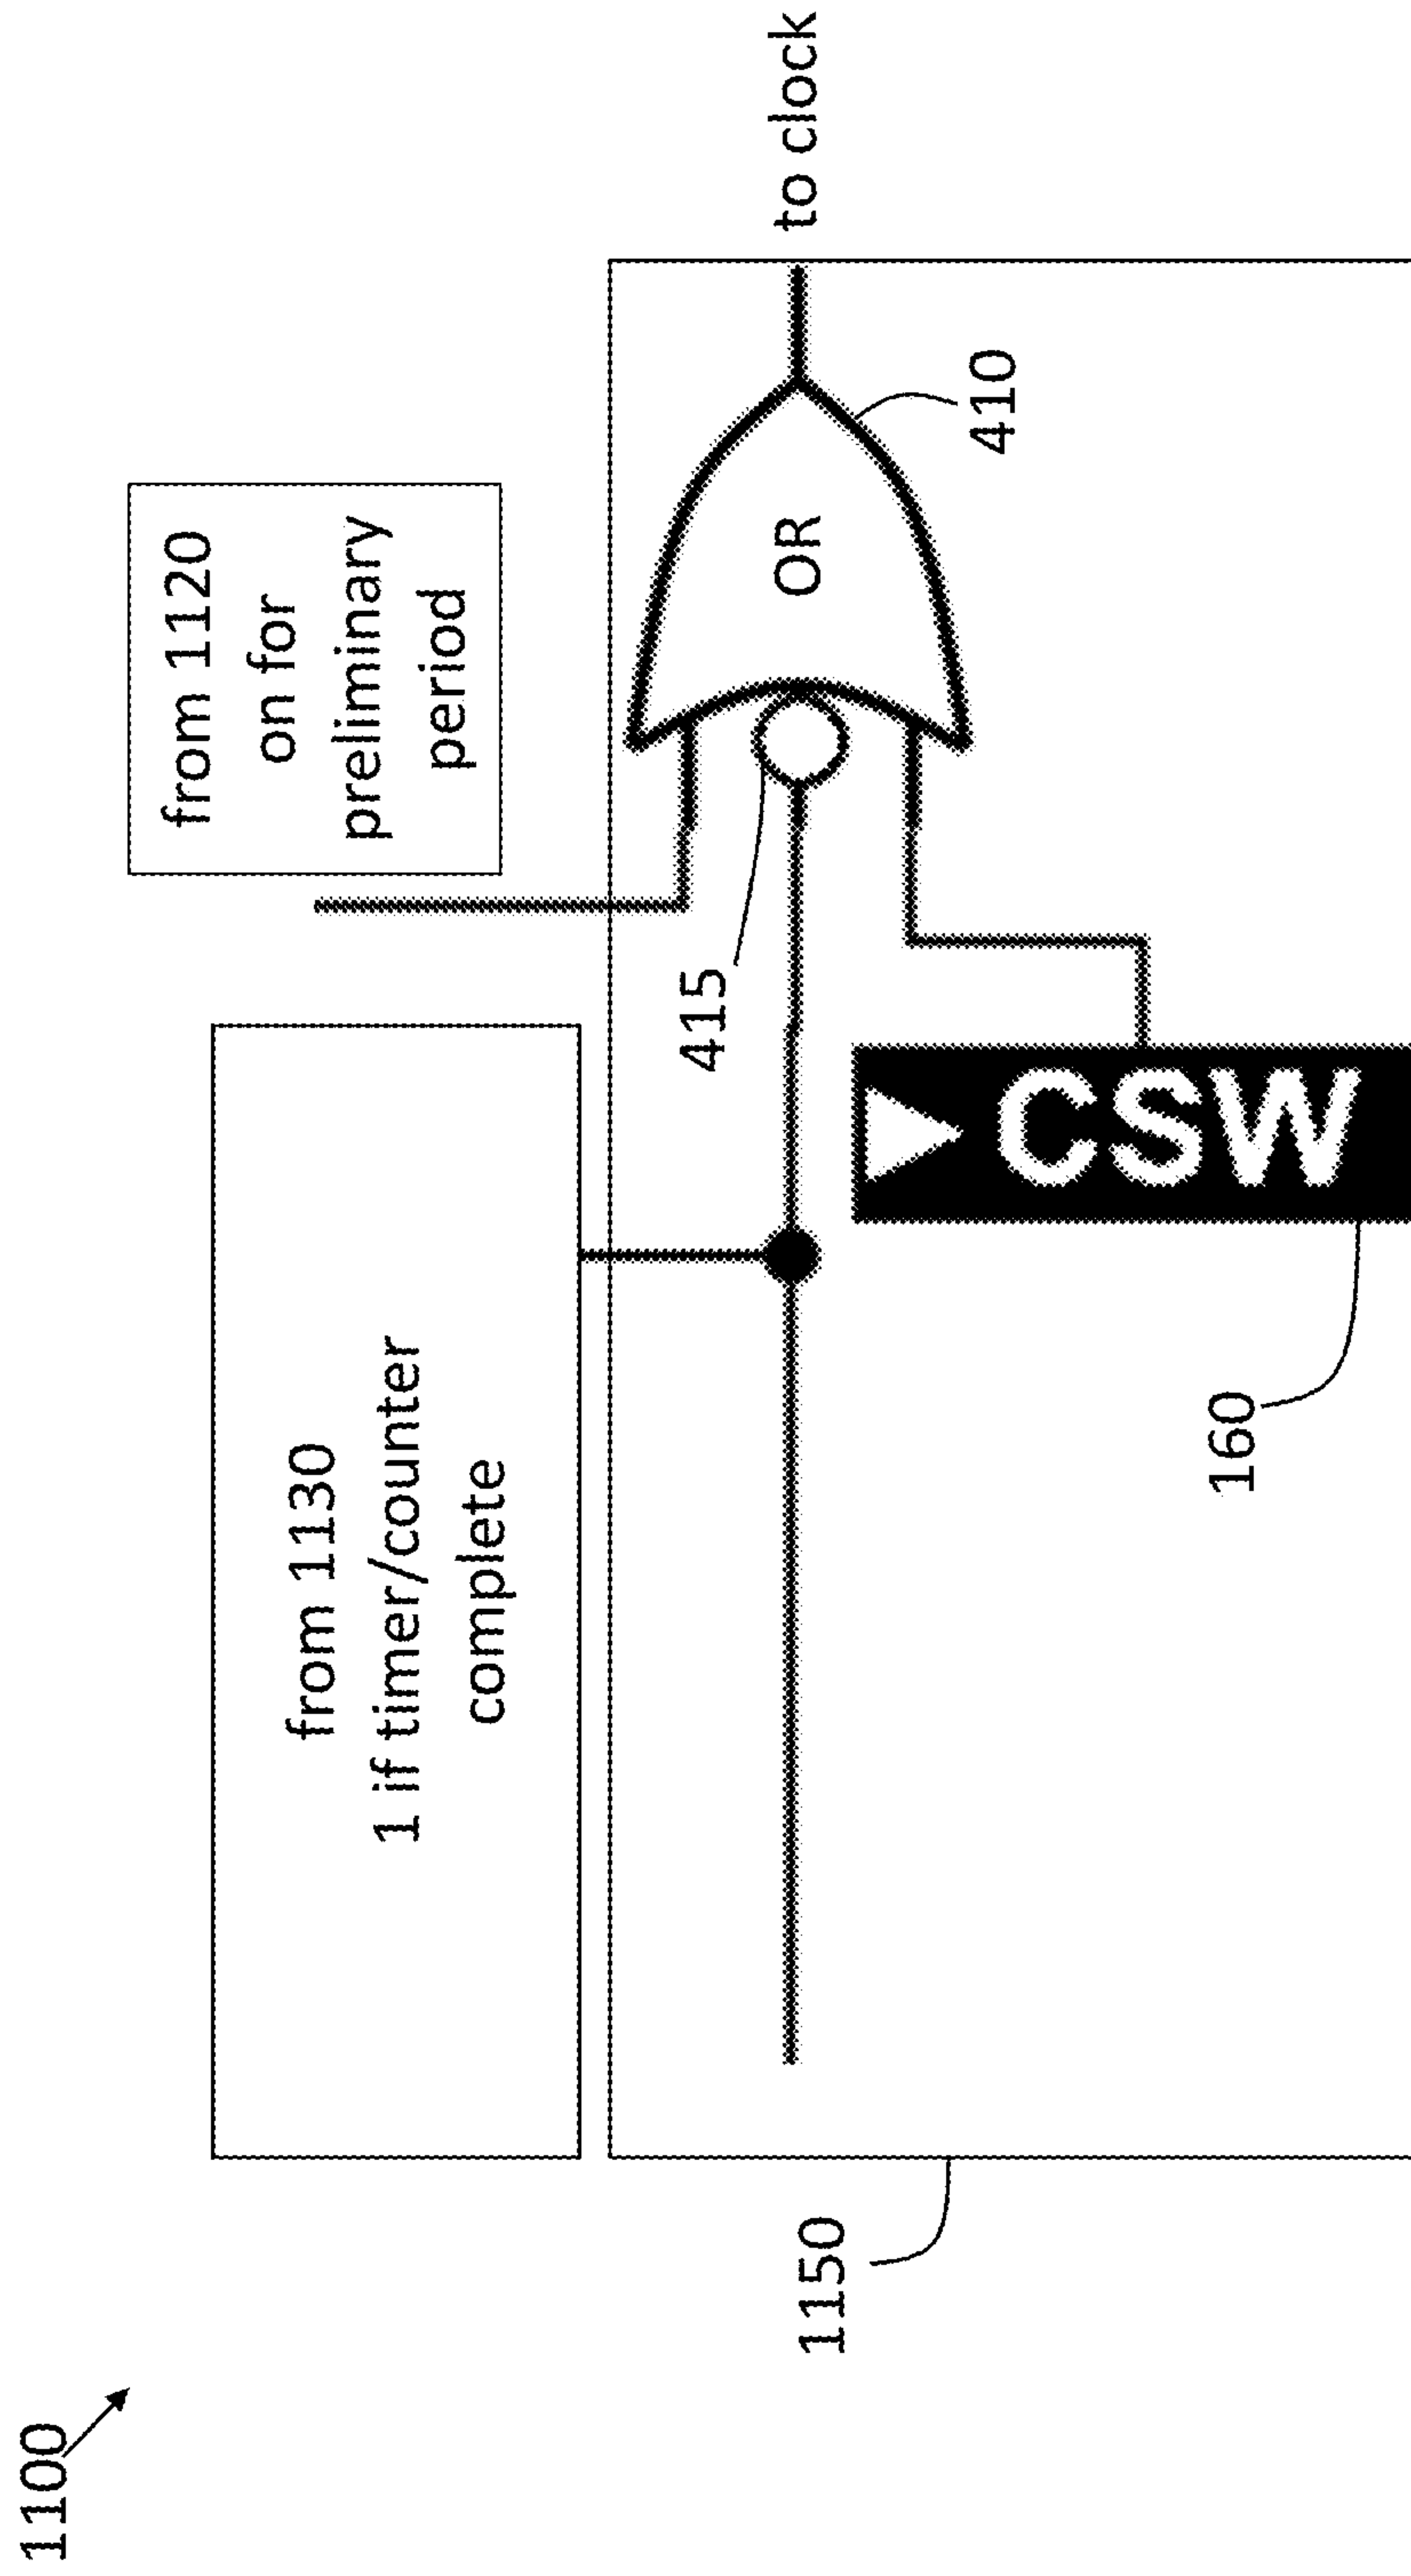 1100
from 1120
on for
preliminary
period
from 1130
1 if timer/counter
complete
to clock
415
OR
410
CSW
160
1150